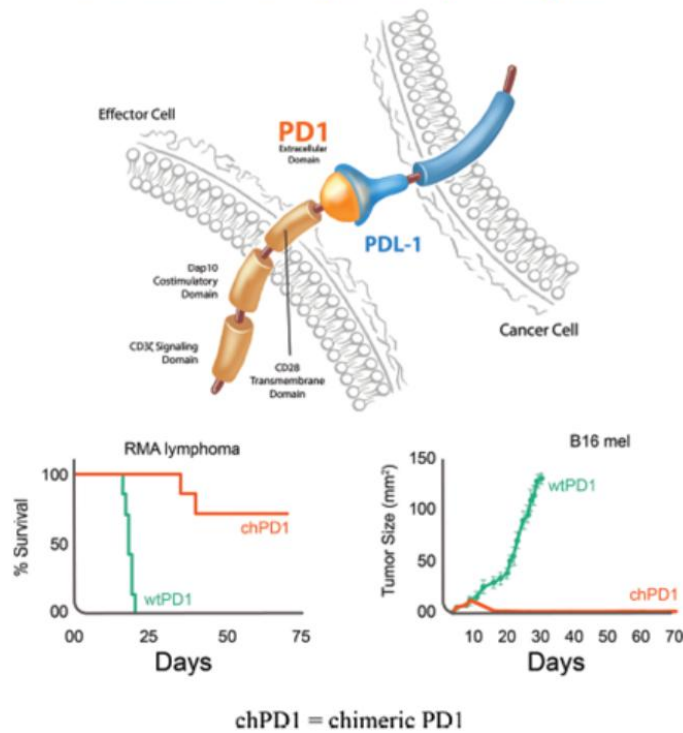 Effector Cell
PD1
Extracellular
Domain
PDL-1
Dap10
Costimulatory
Domain
Cancer Cell
CD3ζ Signaling
Domain
CD28
Transmembrane
Domain
RMA lymphoma
100
50
00
% Survival
chPD1
wtPD1
00 25 50 75
Days
B16 mel
150
100
50
00
Tumor Size (mm²)
wtPD1
chPD1
10 20 30 40 50 60 70
Days
chPD1 = chimeric PD1